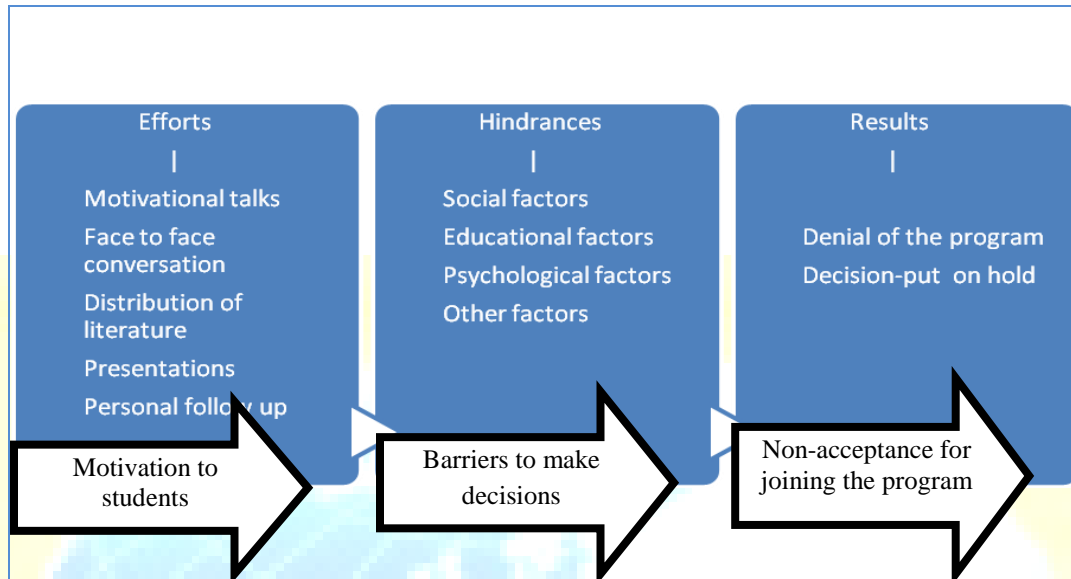 Efforts
Motivational talks
Face to face
conversation
Distribution of
literature
Presentations
Personal follow up
Motivation to
students
Hindrances
Social factors
Educational factors
Psychological factors
Other factors
Barriers to make
decisions
Results
Denial of the program
Decision-put on hold
Non-acceptance for
joining the program